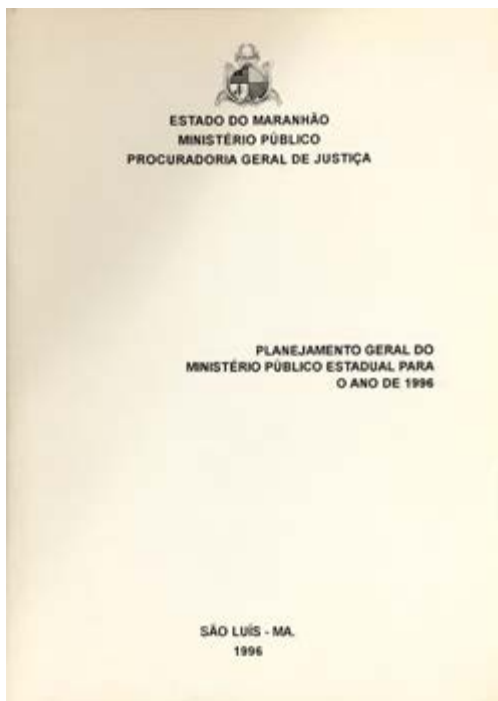 ESTADO DO MARANHÃO
MINISTÉRIO PÚBLICO
PROCURADORIA GERAL DE JUSTIÇA
PLANEJAMENTO GERAL DO
MINISTÉRIO PÚBLICO ESTADUAL PARA
O ANO DE 1996
SÃO LUÍS - MA.
1996